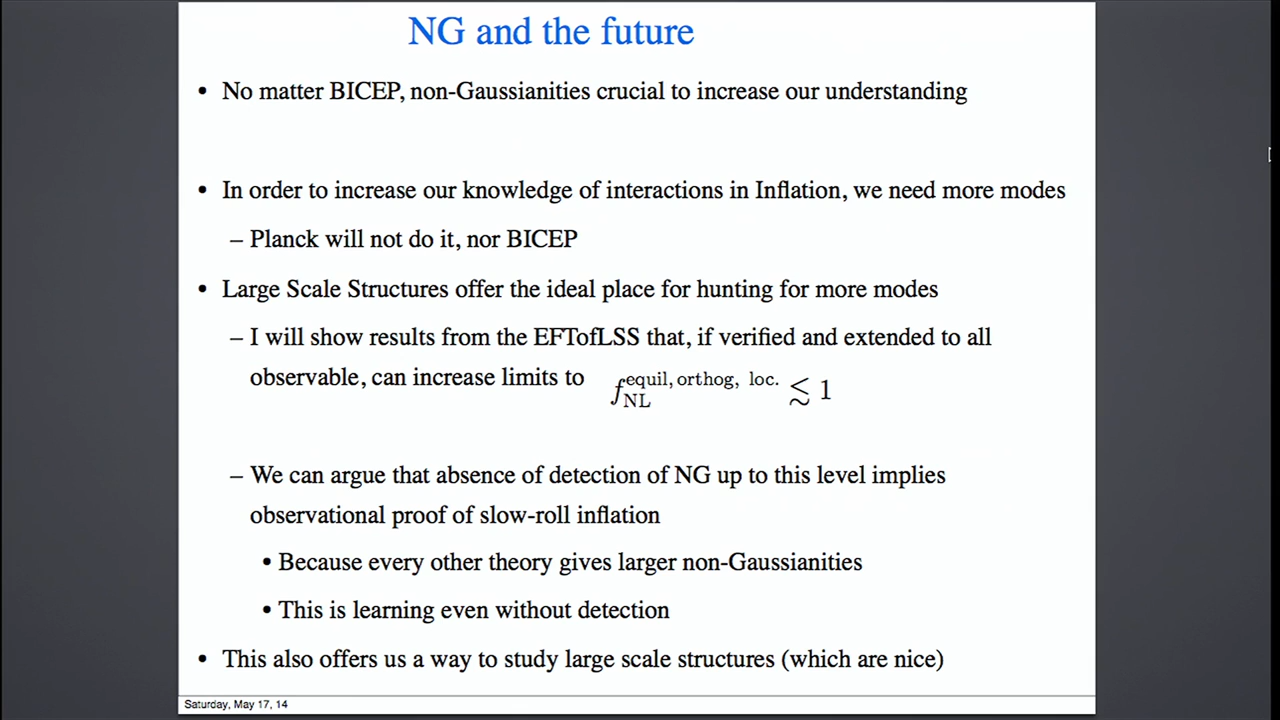 NG and the future
• No matter BICEP, non-Gaussianities crucial to increase our understanding
• In order to increase our knowledge of interactions in Inflation, we need more modes
– Planck will not do it, nor BICEP
• Large Scale Structures offer the ideal place for hunting for more modes
– I will show results from the EFTofLSS that, if verified and extended to all
observable, can increase limits to f_NL^{equil, orthog, loc.} ≲ 1
– We can argue that absence of detection of NG up to this level implies
observational proof of slow-roll inflation
• Because every other theory gives larger non-Gaussianities
• This is learning even without detection
• This also offers us a way to study large scale structures (which are nice)
Saturday, May 17, 14